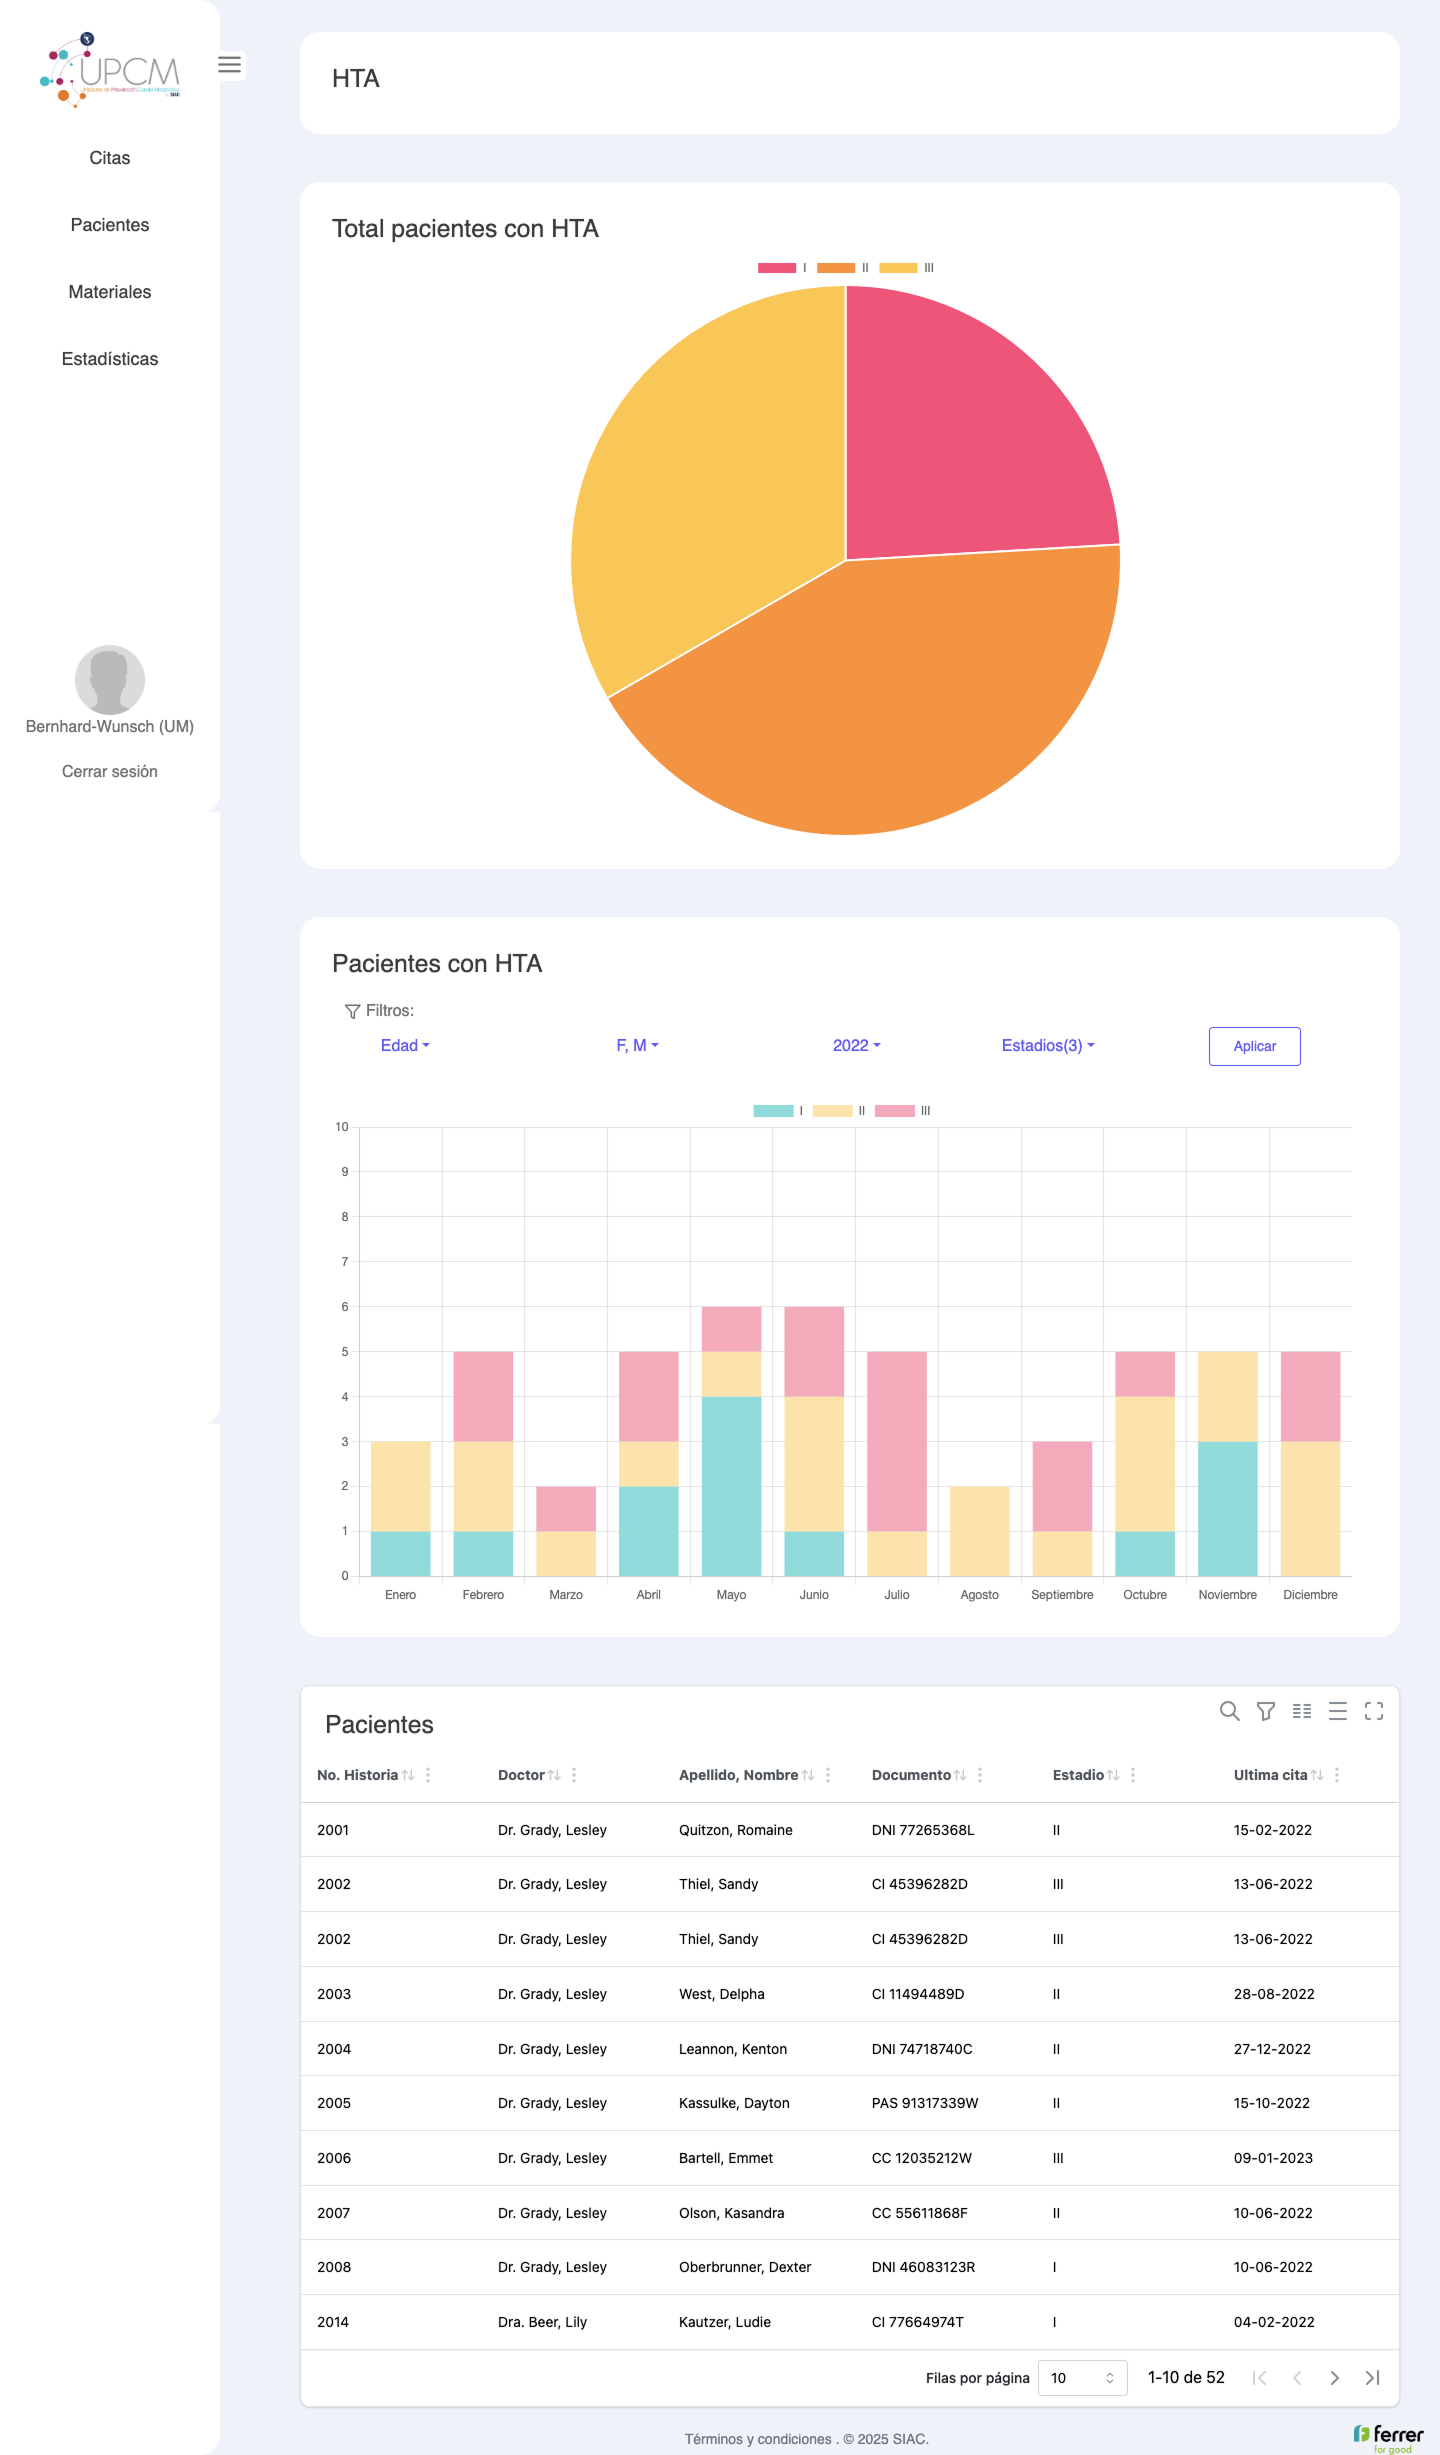 UPCM
Unidades de Prevención Cardio Metabólica
SIAC
Citas
Pacientes
Materiales
Estadísticas
Bernhard-Wunsch (UM)
Cerrar sesión
HTA
Total pacientes con HTA
I II III
Pacientes con HTA
Filtros:
Edad F, M 2022 Estadios(3) Aplicar
I II III
10
9
8
7
6
5
4
3
2
1
0
Enero Febrero Marzo Abril Mayo Junio Julio Agosto Septiembre Octubre Noviembre Diciembre
Pacientes
No. Historia Doctor Apellido, Nombre Documento Estadio Ultima cita
2001 Dr. Grady, Lesley Quitzon, Romaine DNI 77265368L II 15-02-2022
2002 Dr. Grady, Lesley Thiel, Sandy CI 45396282D III 13-06-2022
2002 Dr. Grady, Lesley Thiel, Sandy CI 45396282D III 13-06-2022
2003 Dr. Grady, Lesley West, Delpha CI 11494489D II 28-08-2022
2004 Dr. Grady, Lesley Leannon, Kenton DNI 74718740C II 27-12-2022
2005 Dr. Grady, Lesley Kassulke, Dayton PAS 91317339W II 15-10-2022
2006 Dr. Grady, Lesley Bartell, Emmet CC 12035212W III 09-01-2023
2007 Dr. Grady, Lesley Olson, Kasandra CC 55611868F II 10-06-2022
2008 Dr. Grady, Lesley Oberbrunner, Dexter DNI 46083123R I 10-06-2022
2014 Dra. Beer, Lily Kautzer, Ludie CI 77664974T I 04-02-2022
Filas por página 10 1-10 de 52
Términos y condiciones . © 2025 SIAC.
ferrer
for good